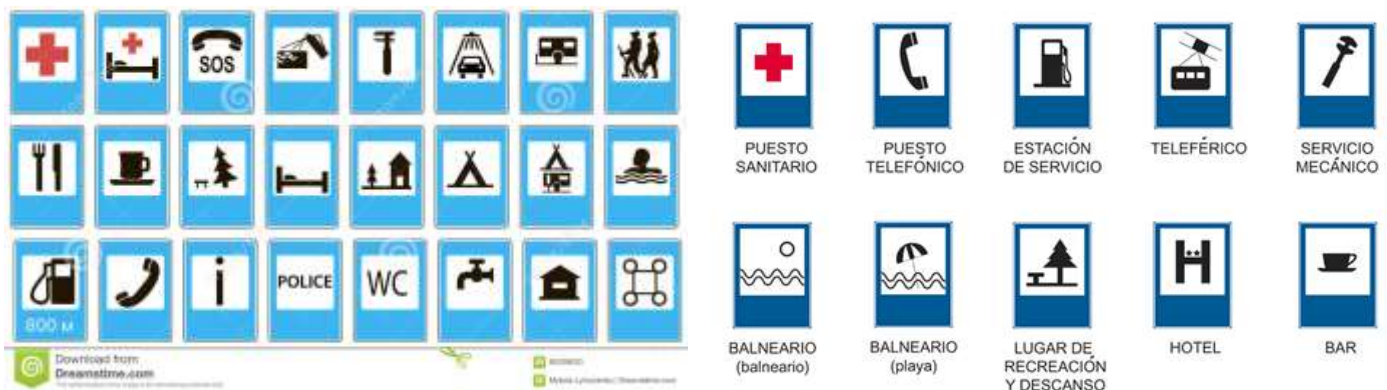 SOS
POLICE
WC
800 м
Download from
Dreamstime.com
PUESTO
SANITARIO
PUESTO
TELEFÓNICO
ESTACIÓN
DE SERVICIO
TELEFÉRICO
SERVICIO
MECÁNICO
BALNEARIO
(balneario)
BALNEARIO
(playa)
LUGAR DE
RECREACIÓN
Y DESCANSO
HOTEL
BAR